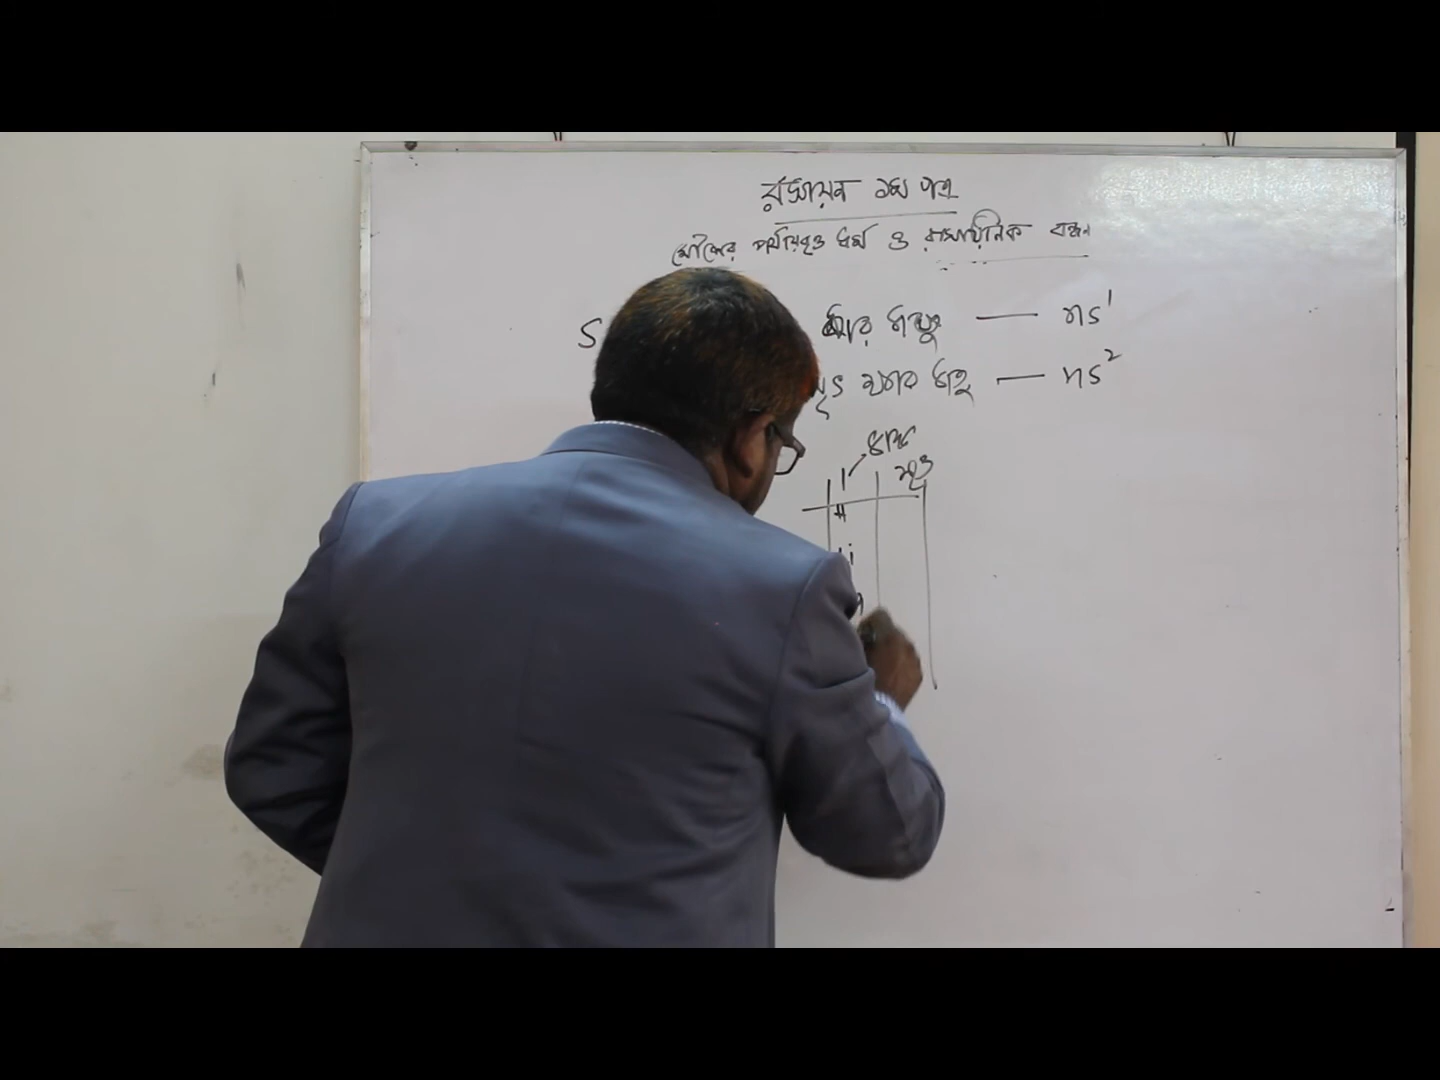 রসায়ন ১ম পত্র
মৌলের পর্যায়বৃত্ত ধর্ম ও রাসায়নিক বন্ধন
S ক্ষার ধাতু — ns¹
মৃৎ ক্ষার ধাতু — ns²
I
H
Li